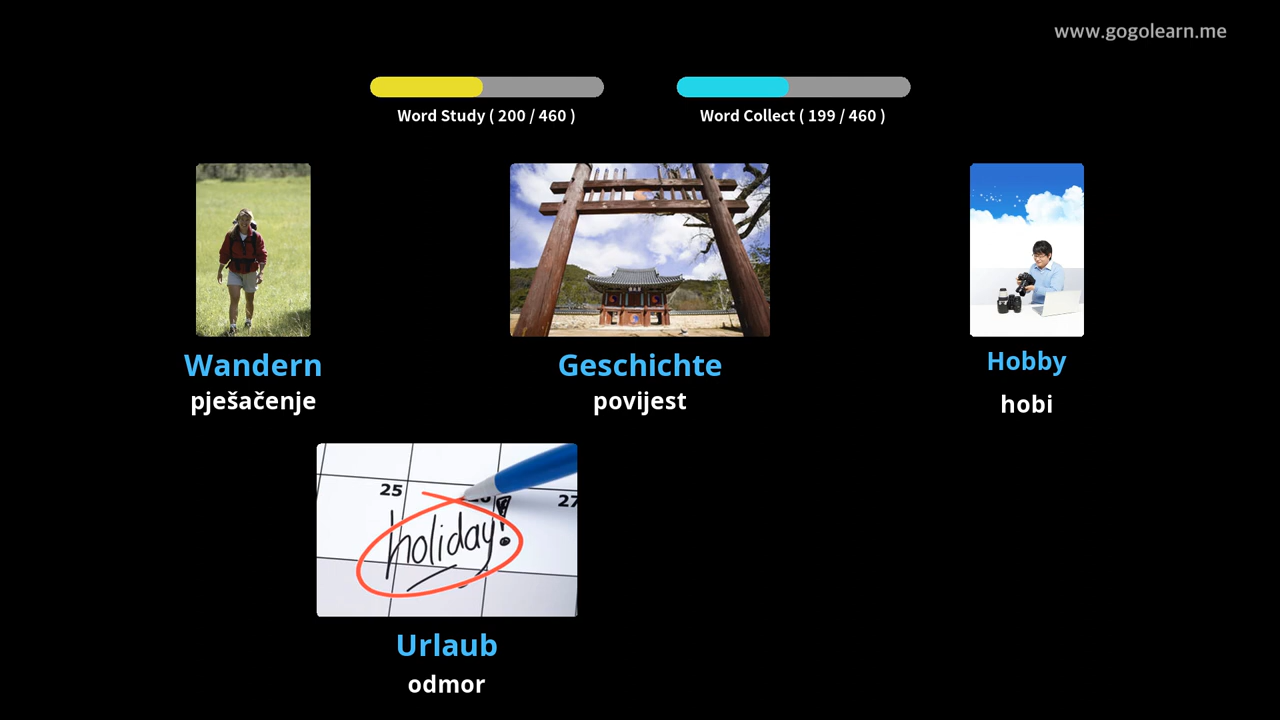 www.gogolearn.me
Word Study ( 200 / 460 )
Word Collect ( 199 / 460 )
Wandern
pješačenje
Geschichte
povijest
Hobby
hobi
25
27
holiday!
Urlaub
odmor